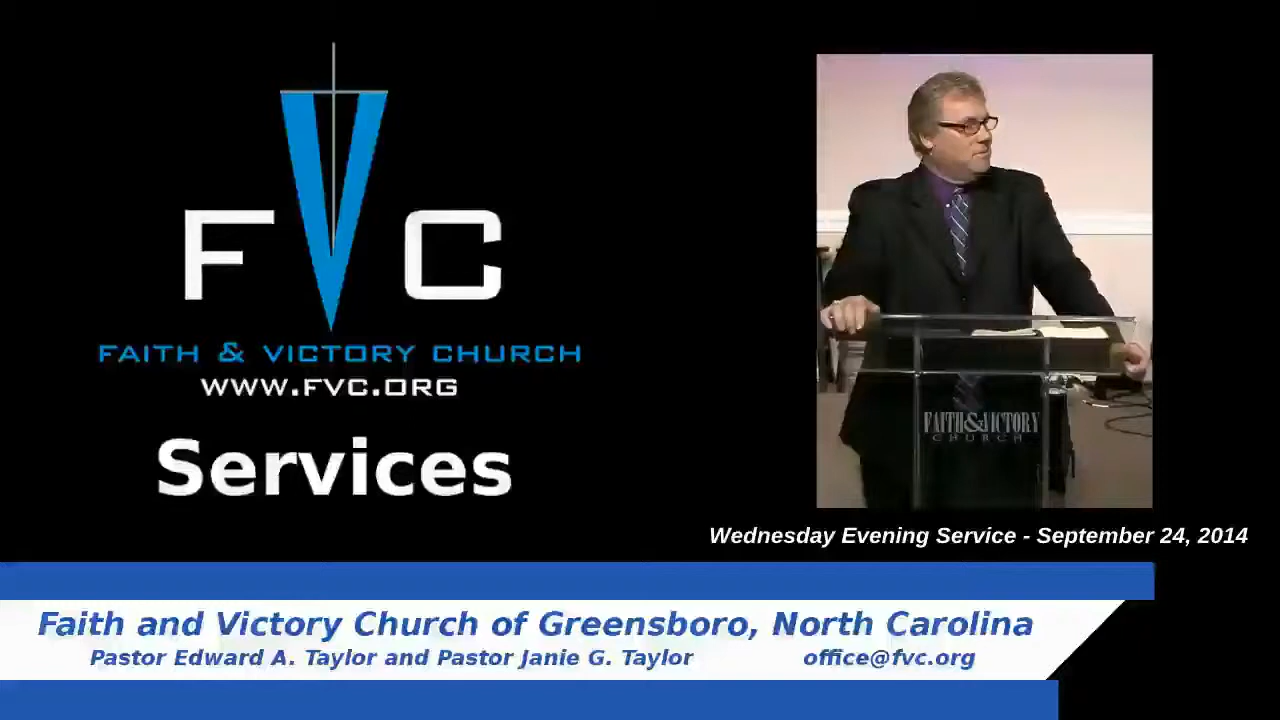 F V C
FAITH & VICTORY CHURCH
WWW.FVC.ORG
Services
FAITH&VICTORY
CHURCH
Wednesday Evening Service - September 24, 2014
Faith and Victory Church of Greensboro, North Carolina
Pastor Edward A. Taylor and Pastor Janie G. Taylor office@fvc.org